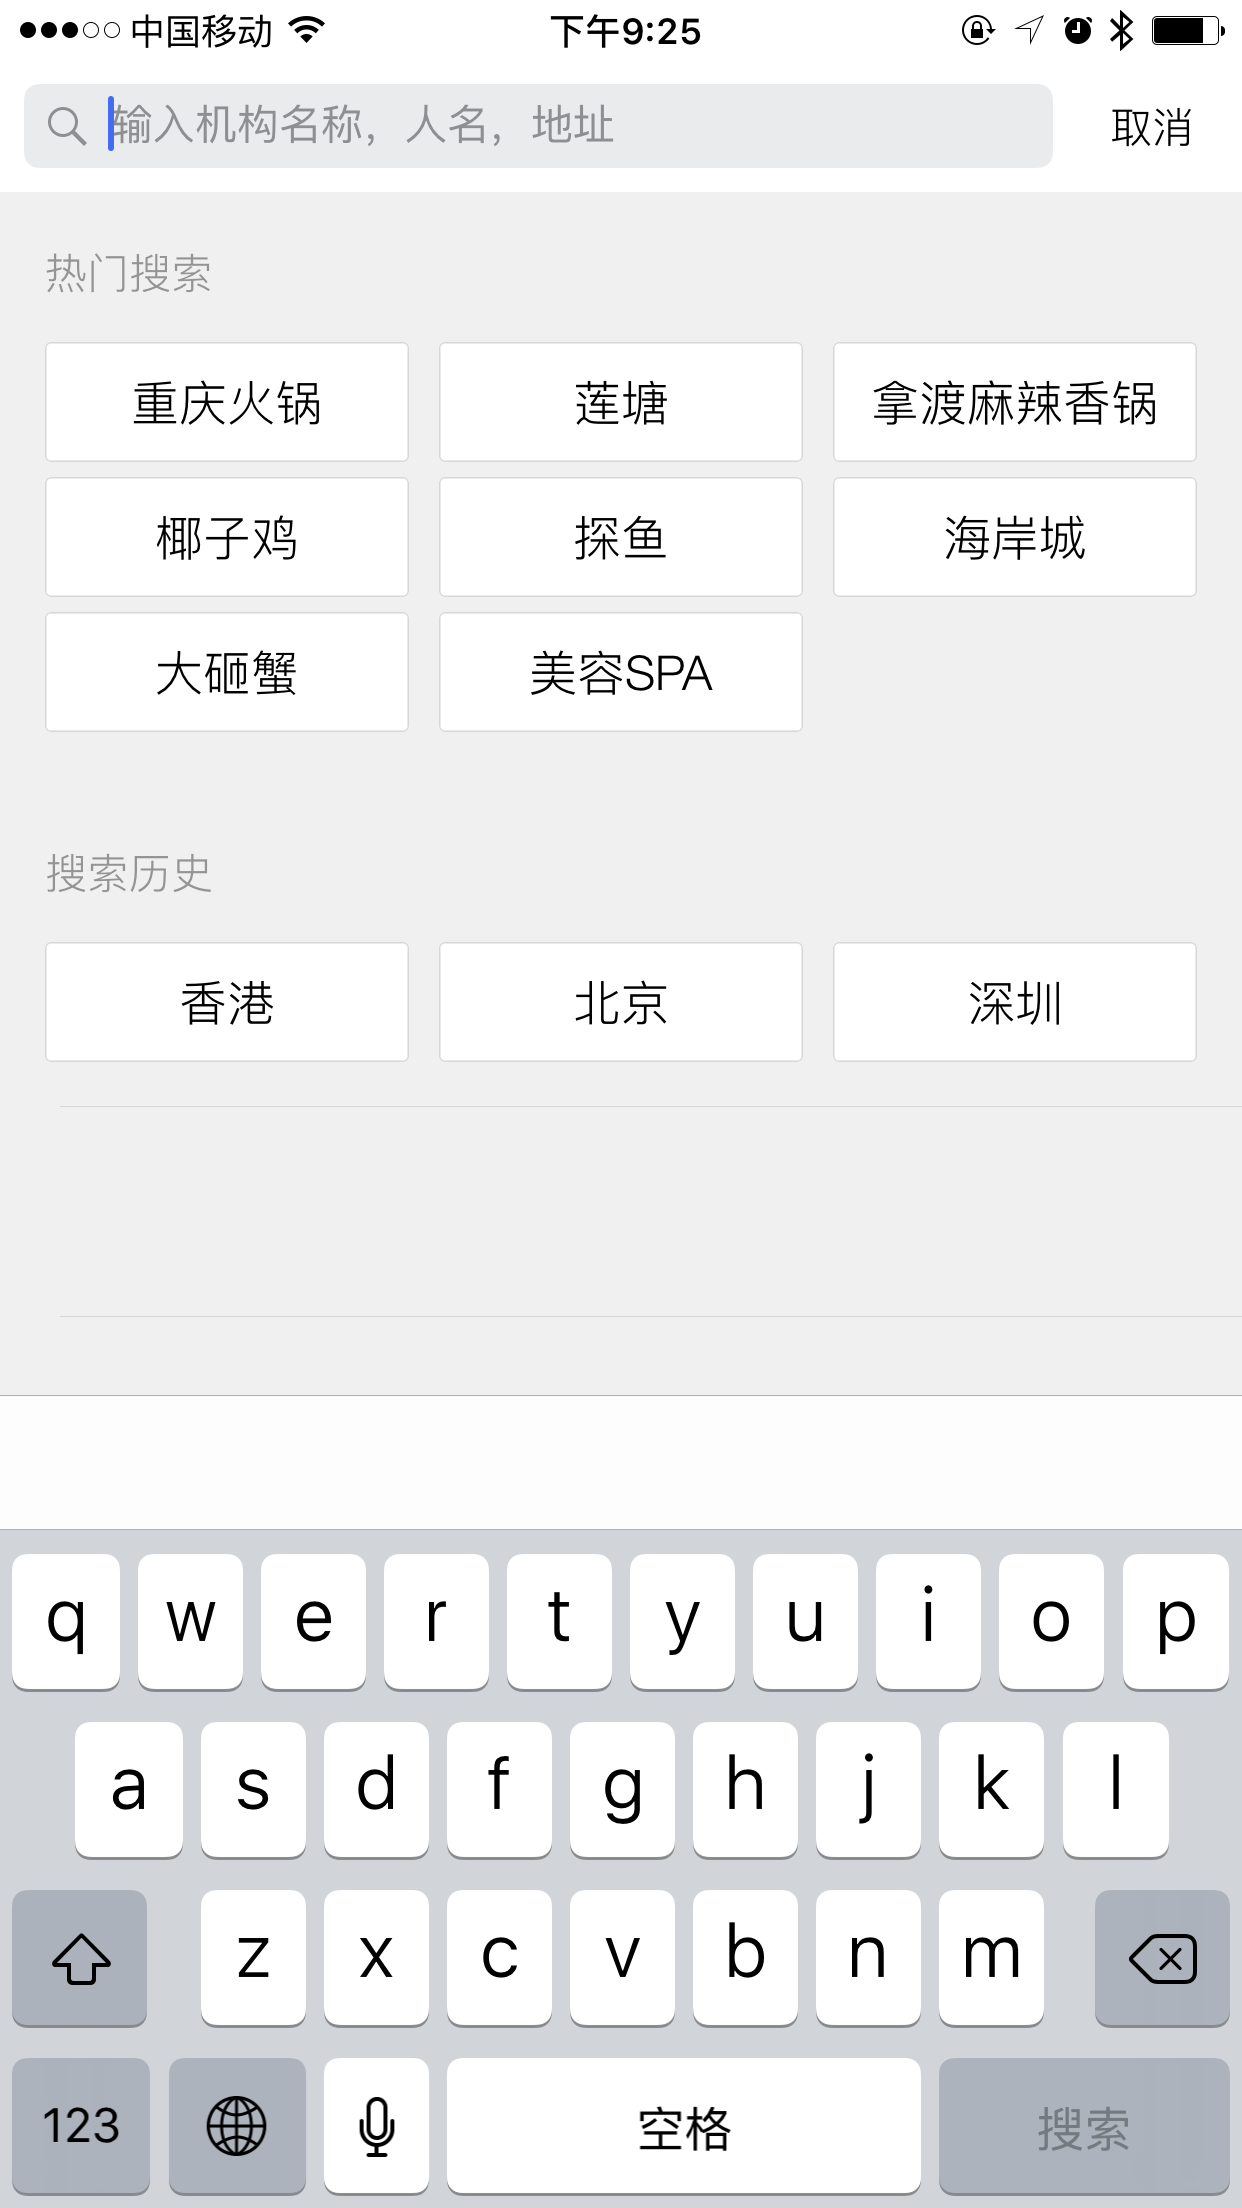 中国移动 下午9:25
输入机构名称，人名，地址 取消
热门搜索
重庆火锅 莲塘 拿渡麻辣香锅
椰子鸡 探鱼 海岸城
大砸蟹 美容SPA
搜索历史
香港 北京 深圳
q w e r t y u i o p
a s d f g h j k l
z x c v b n m
123 空格 搜索